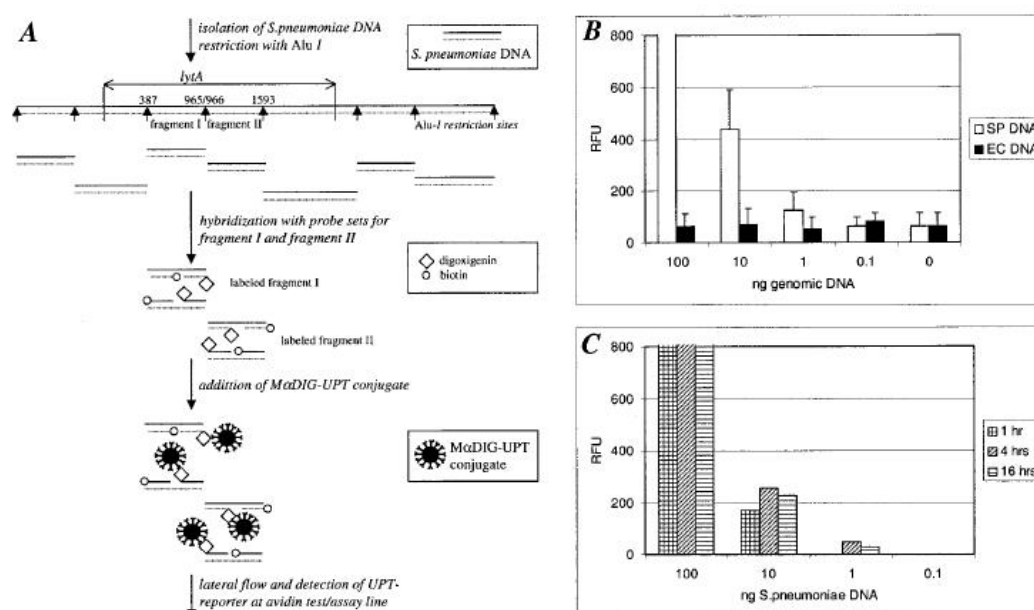 A
isolation of S.pneumoniae DNA
restriction with Alu I
S. pneumoniae DNA
lytA
387 965/966 1593
fragment I fragment II Alu-I restriction sites
hybridization with probe sets for
fragment I and fragment II
digoxigenin
biotin
labeled fragment I
labeled fragment II
addittion of MαDIG-UPT conjugate
MαDIG-UPT
conjugate
lateral flow and detection of UPT-
reporter at avidin test/assay line
B
800
600
400
200
0
RFU
100 10 1 0.1 0
ng genomic DNA
SP DNA
EC DNA
C
800
600
400
200
0
RFU
100 10 1 0.1
ng S.pneumoniae DNA
1 hr
4 hrs
16 hrs